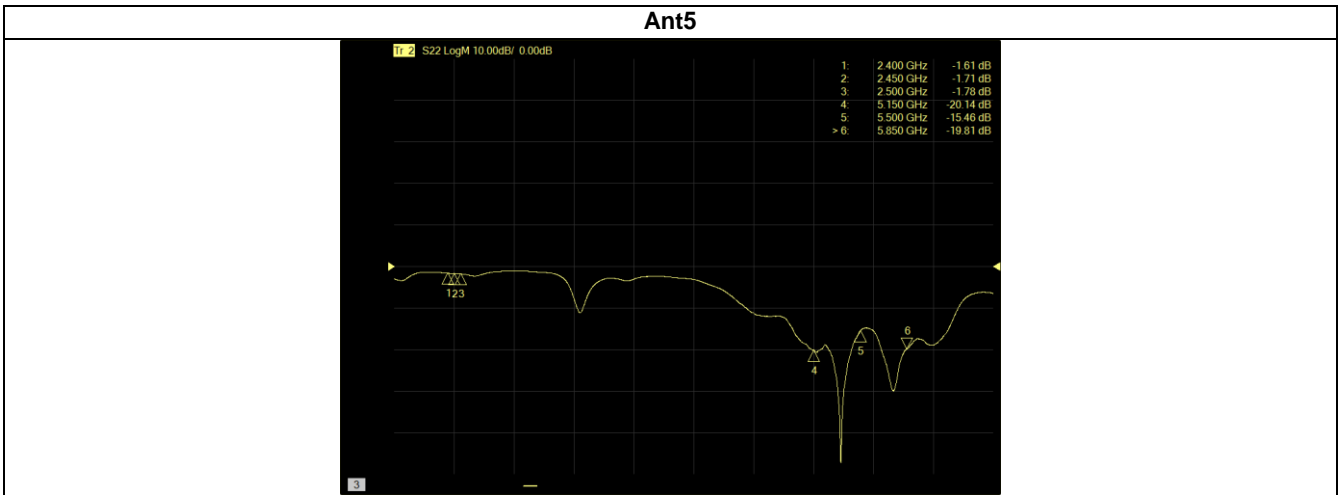 Ant5
Tr 2 S22 LogM 10.00dB/ 0.00dB
1: 2.400 GHz -1.61 dB
2: 2.450 GHz -1.71 dB
3: 2.500 GHz -1.78 dB
4: 5.150 GHz -20.14 dB
5: 5.500 GHz -15.46 dB
> 6: 5.850 GHz -19.81 dB
123
6
5
4
3